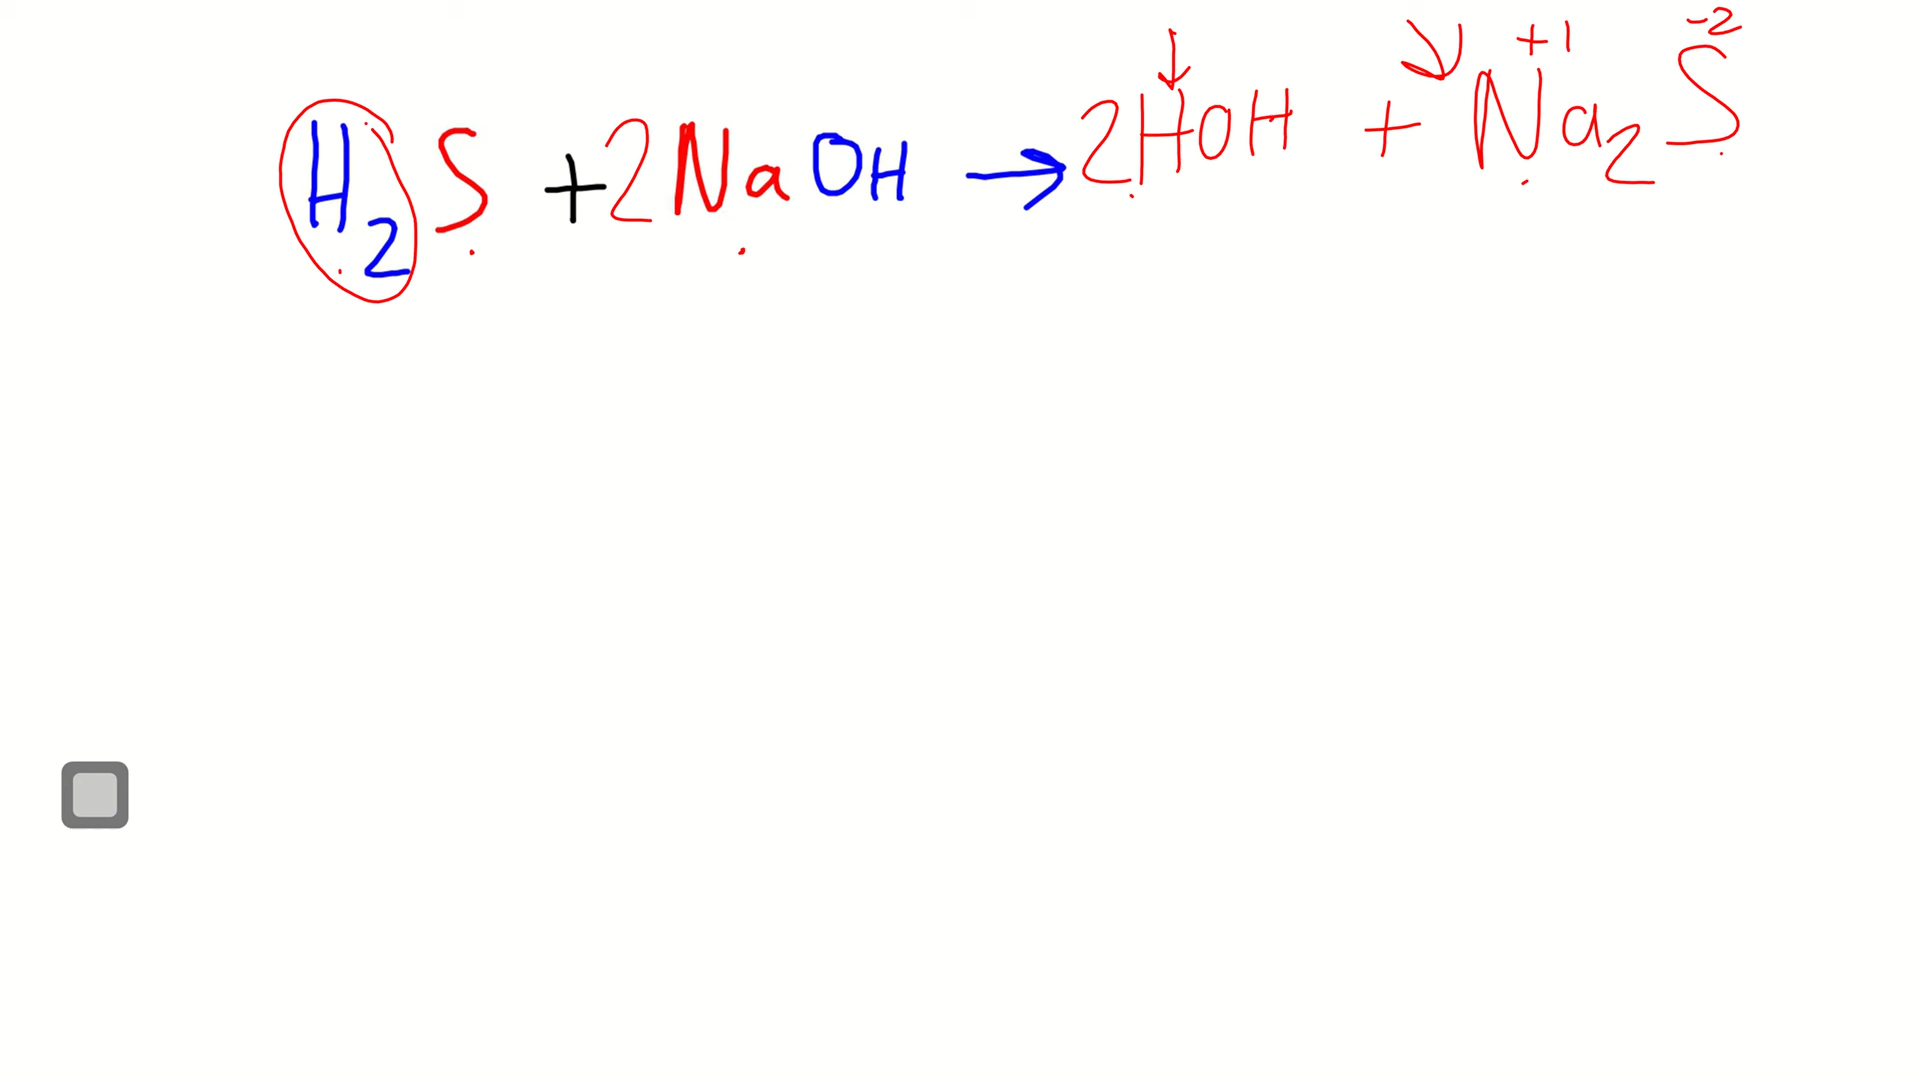 H₂S + 2NaOH → 2HOH + Na₂S
+1 -2